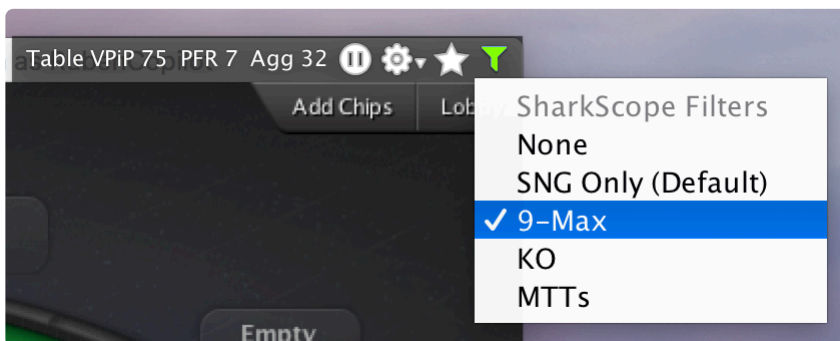 Table VPiP 75 PFR 7 Agg 32
Add Chips
SharkScope Filters
None
SNG Only (Default)
✓ 9-Max
KO
MTTs
Empty